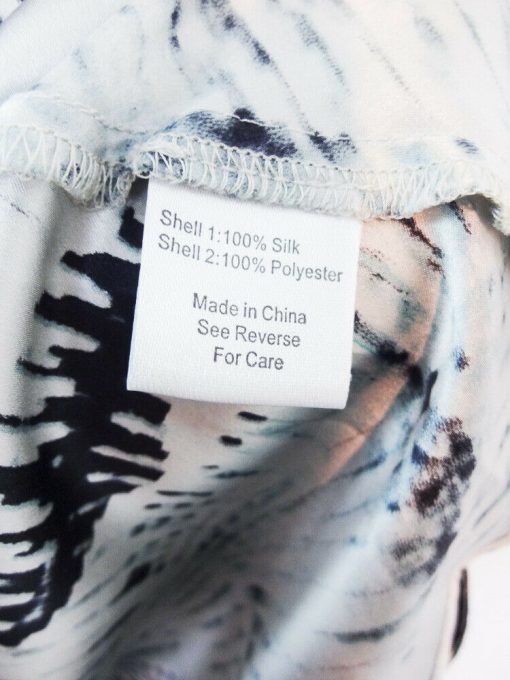 Shell 1:100% Silk
Shell 2:100% Polyester
Made in China
See Reverse
For Care